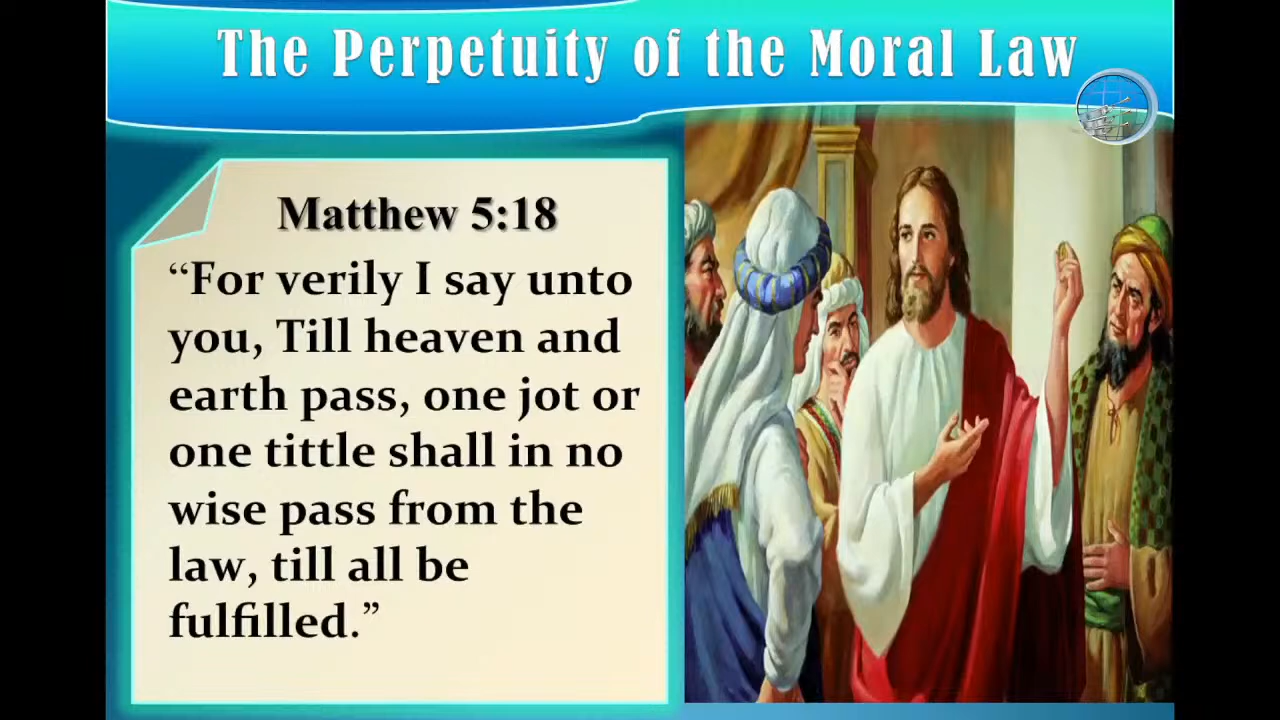 The Perpetuity of the Moral Law
Matthew 5:18
“For verily I say unto
you, Till heaven and
earth pass, one jot or
one tittle shall in no
wise pass from the
law, till all be
fulfilled.”